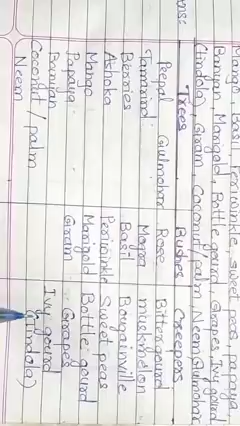 Mango, Basil, Periwinkle, sweet peas, papaya,
Banyan, Marigold, Bottle gourd, Grapes, Ivy gourd
(Tindola), Gram, Coconut/palm Neem Gulmohar
Trees Bushes Creepers
Peepal Gulmohar Rose Bitter gourd
Tamarind Mogra muskmelon
Berries Basil Bougainville
Ashoka Periwinkle Sweet peas
Mango Marigold Bottle gourd
Papaya Gram Grapes
Banyan Ivy gourd
Coconut/palm (Tindola)
Neem